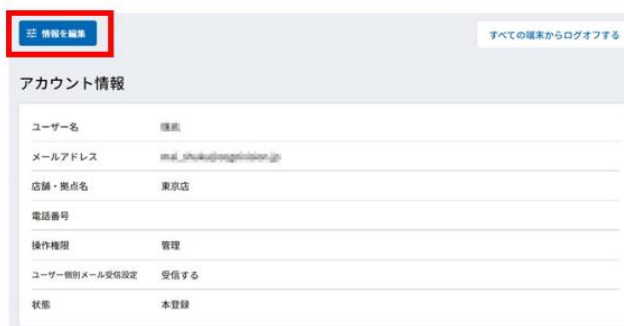 情報を編集
すべての端末からログオフする
アカウント情報
ユーザー名
メールアドレス
店舗・拠点名 東京店
電話番号
操作権限 管理
ユーザー個別メール受信設定 受信する
状態 本登録